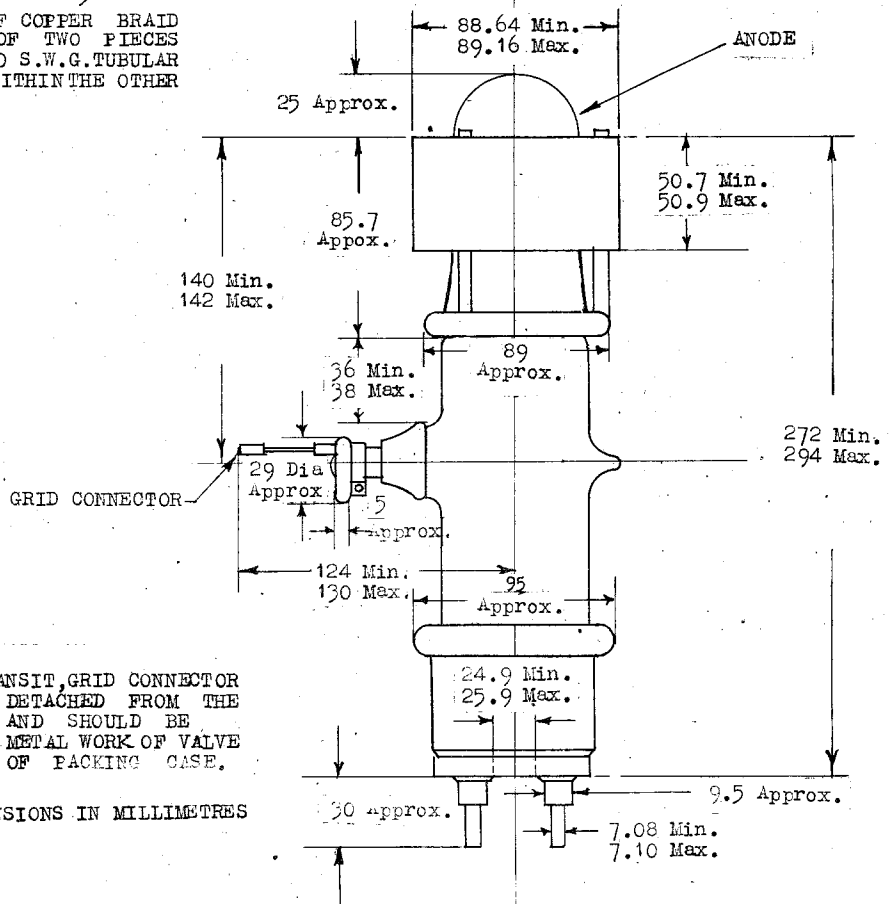 F COPPER BRAID
OF TWO PIECES
S.W.G.TUBULAR
ITHIN THE OTHER
88.64 Min.
89.16 Max.
ANODE
25 Approx.
50.7 Min.
50.9 Max.
85.7
Appox.
140 Min.
142 Max.
36 Min.
38 Max.
89
Approx.
272 Min.
294 Max.
29 Dia
Approx
GRID CONNECTOR
5
Approx.
124 Min.
130 Max.
95
Approx.
ANSIT,GRID CONNECTOR
DETACHED FROM THE
AND SHOULD BE
METAL WORK OF VALVE
OF PACKING CASE.
24.9 Min.
25.9 Max.
SIONS IN MILLIMETRES
30 Approx.
9.5 Approx.
7.08 Min.
7.10 Max.